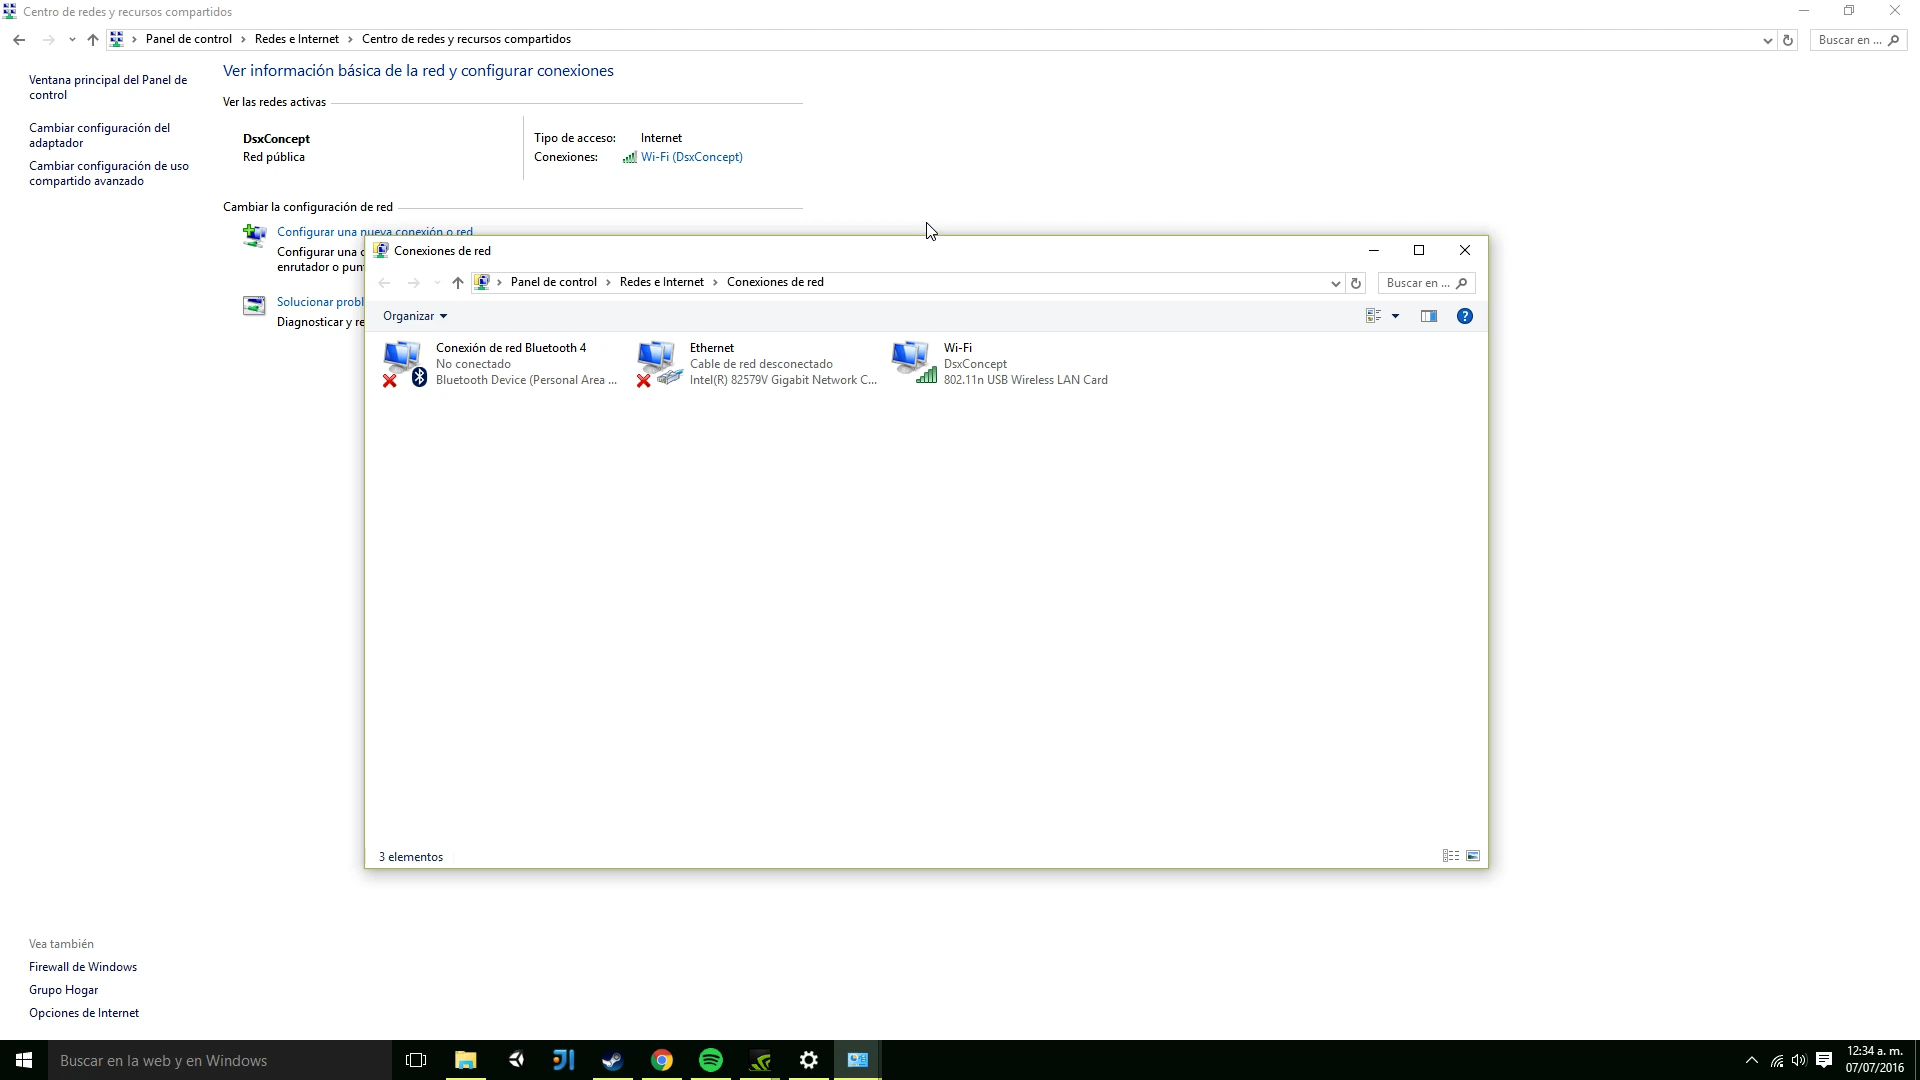 Centro de redes y recursos compartidos
Panel de control > Redes e Internet > Centro de redes y recursos compartidos
Buscar en ...
Ventana principal del Panel de
control
Cambiar configuración del
adaptador
Cambiar configuración de uso
compartido avanzado
Ver información básica de la red y configurar conexiones
Ver las redes activas
DsxConcept
Red pública
Tipo de acceso: Internet
Conexiones: Wi-Fi (DsxConcept)
Cambiar la configuración de red
Configurar una nueva conexión o red
Configurar una
enrutador o pun
Solucionar probl
Diagnosticar y re
Conexiones de red
Panel de control > Redes e Internet > Conexiones de red
Buscar en ...
Organizar
Conexión de red Bluetooth 4
No conectado
Bluetooth Device (Personal Area ...
Ethernet
Cable de red desconectado
Intel(R) 82579V Gigabit Network C...
Wi-Fi
DsxConcept
802.11n USB Wireless LAN Card
3 elementos
Vea también
Firewall de Windows
Grupo Hogar
Opciones de Internet
Buscar en la web y en Windows
12:34 a. m.
07/07/2016